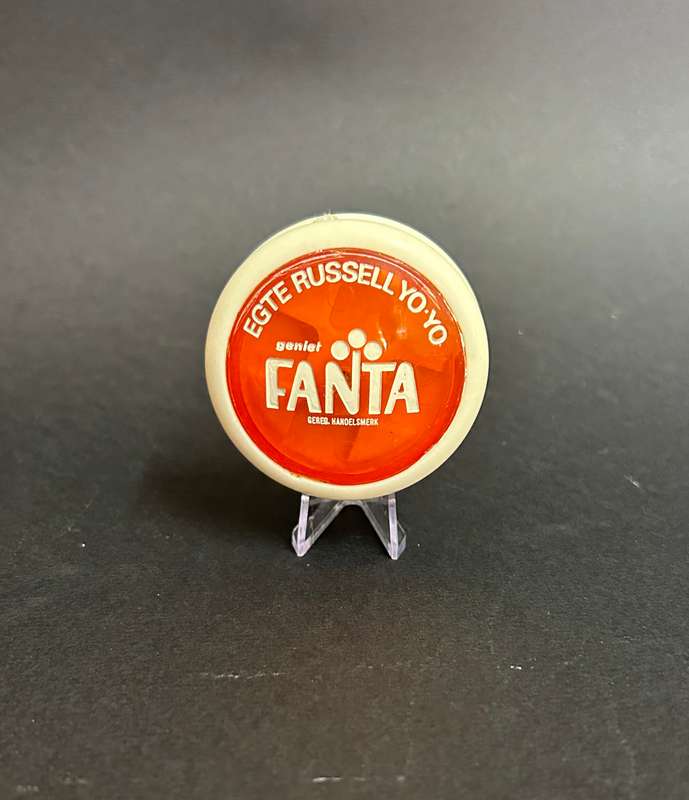 EGTE RUSSELL YO-YO
geniet
FANTA
GEREG. HANDELSMERK